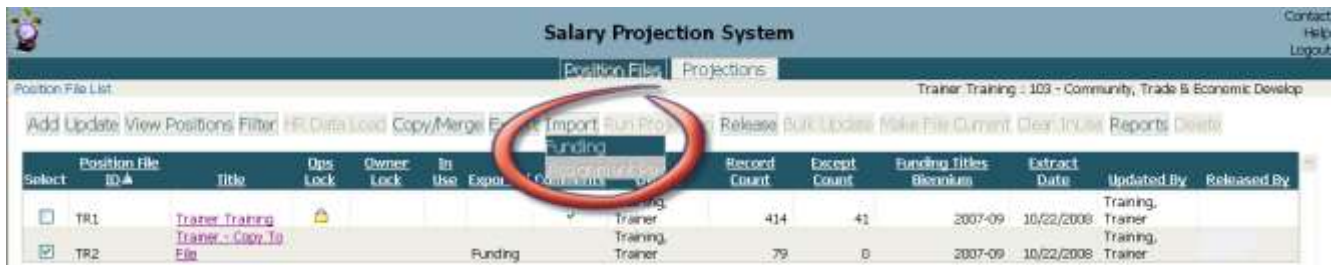 Contact
Salary Projection System
Help
Logout
Position Files Projections
Position File List
Trainer Training : 103 - Community, Trade & Economic Develop
Add Update View Positions Filter HR Data Load Copy/Merge Export Import Run Release Bulk Update Make File Current Clear InUse Reports Delete
Funding
Select Position File ID Title Ops Lock Owner Lock In Use Comments Record Count Except Count Funding Titles Biennium Extract Date Updated By Released By
TR1 Trainer Training Trainer 414 41 2007-09 10/22/2008 Training, Trainer
TR2 Trainer - Copy To File Funding Training, Trainer 79 0 2007-09 10/22/2008 Training, Trainer